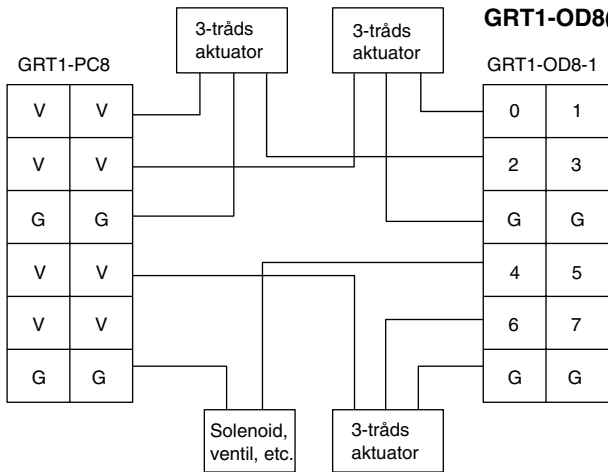 GRT1-OD8(
3-tråds
aktuator
3-tråds
aktuator
GRT1-PC8
GRT1-OD8-1
V V
0 1
V V
2 3
G G
G G
V V
4 5
V V
6 7
G G
G G
Solenoid,
ventil, etc.
3-tråds
aktuator